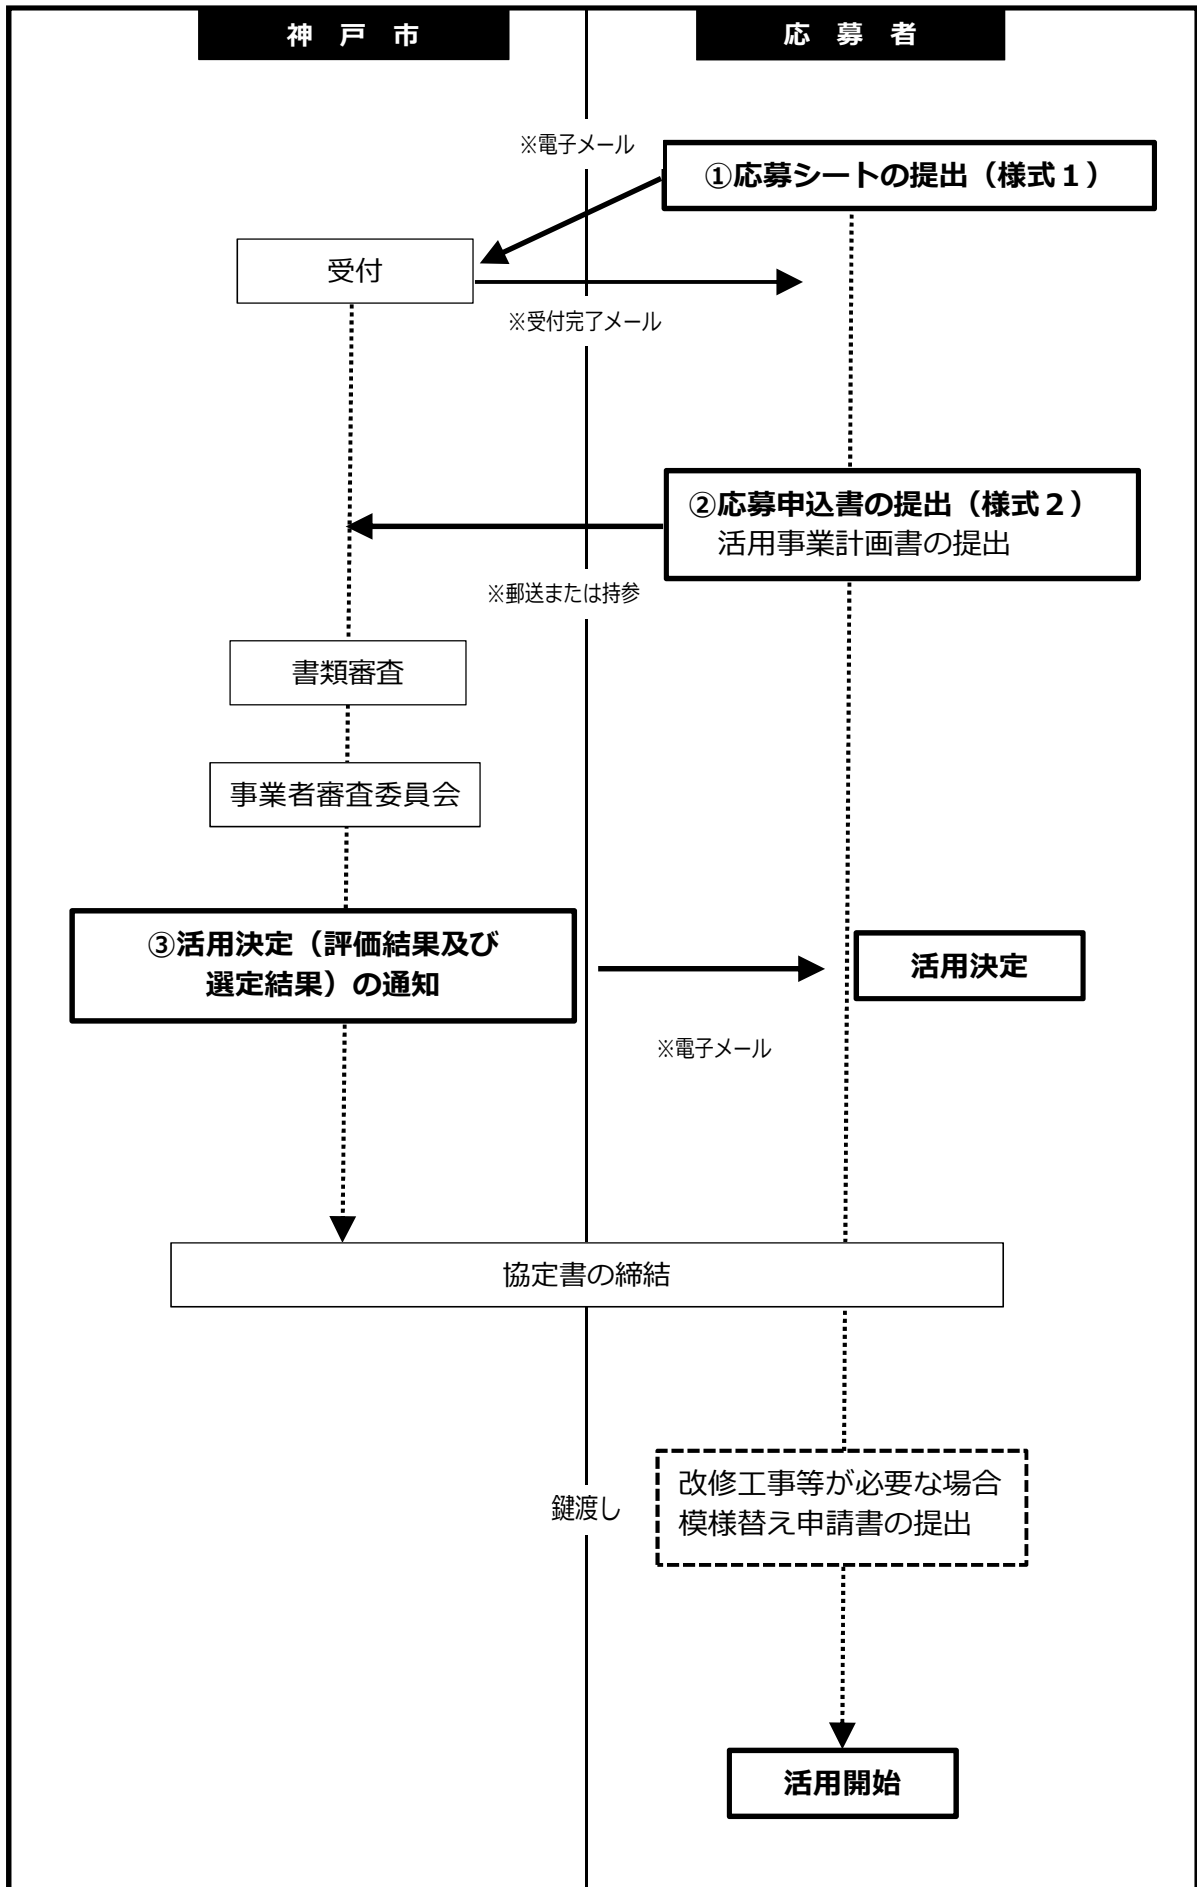 神　戸　市
応　募　者
※電子メール
①応募シートの提出（様式１）
受付
※受付完了メール
②応募申込書の提出（様式２）
活用事業計画書の提出
※郵送または持参
書類審査
事業者審査委員会
③活用決定（評価結果及び
選定結果）の通知
活用決定
※電子メール
協定書の締結
改修工事等が必要な場合
模様替え申請書の提出
鍵渡し
活用開始